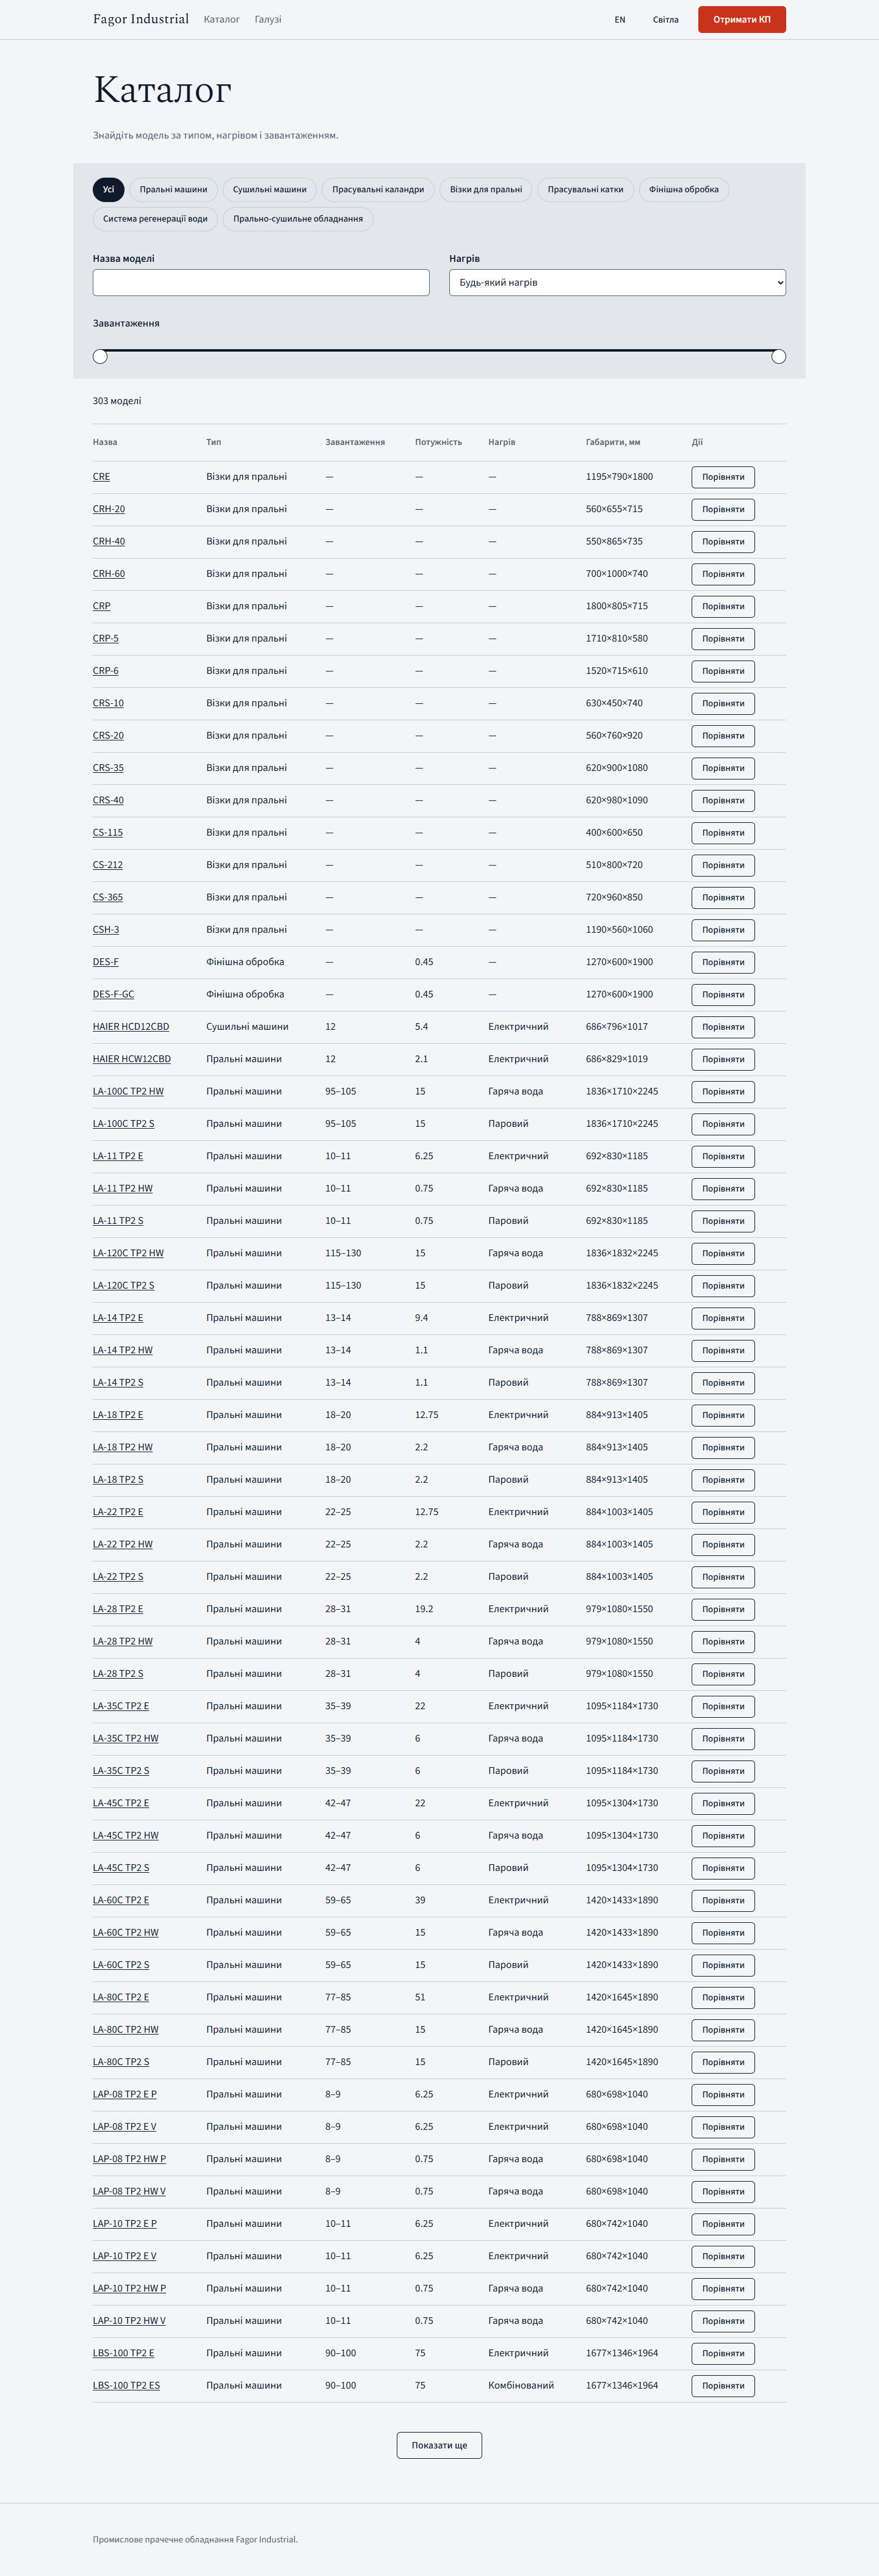 Fagor Industrial Каталог Галузі EN Світла Отримати КП
Каталог
Знайдіть модель за типом, нагрівом і завантаженням.
Усі Пральні машини Сушильні машини Прасувальні каландри Візки для пральні Прасувальні катки Фінішна обробка
Система регенерації води Прально-сушильне обладнання
Назва моделі Нагрів
Будь-який нагрів
Завантаження
303 моделі
Назва Тип Завантаження Потужність Нагрів Габарити, мм Дії
CRE Візки для пральні — — — 1195×790×1800 Порівняти
CRH-20 Візки для пральні — — — 560×655×715 Порівняти
CRH-40 Візки для пральні — — — 550×865×735 Порівняти
CRH-60 Візки для пральні — — — 700×1000×740 Порівняти
CRP Візки для пральні — — — 1800×805×715 Порівняти
CRP-5 Візки для пральні — — — 1710×810×580 Порівняти
CRP-6 Візки для пральні — — — 1520×715×610 Порівняти
CRS-10 Візки для пральні — — — 630×450×740 Порівняти
CRS-20 Візки для пральні — — — 560×760×920 Порівняти
CRS-35 Візки для пральні — — — 620×900×1080 Порівняти
CRS-40 Візки для пральні — — — 620×980×1090 Порівняти
CS-115 Візки для пральні — — — 400×600×650 Порівняти
CS-212 Візки для пральні — — — 510×800×720 Порівняти
CS-365 Візки для пральні — — — 720×960×850 Порівняти
CSH-3 Візки для пральні — — — 1190×560×1060 Порівняти
DES-F Фінішна обробка — 0.45 — 1270×600×1900 Порівняти
DES-F-GC Фінішна обробка — 0.45 — 1270×600×1900 Порівняти
HAIER HCD12CBD Сушильні машини 12 5.4 Електричний 686×796×1017 Порівняти
HAIER HCW12CBD Пральні машини 12 2.1 Електричний 686×829×1019 Порівняти
LA-100C TP2 HW Пральні машини 95–105 15 Гаряча вода 1836×1710×2245 Порівняти
LA-100C TP2 S Пральні машини 95–105 15 Паровий 1836×1710×2245 Порівняти
LA-11 TP2 E Пральні машини 10–11 6.25 Електричний 692×830×1185 Порівняти
LA-11 TP2 HW Пральні машини 10–11 0.75 Гаряча вода 692×830×1185 Порівняти
LA-11 TP2 S Пральні машини 10–11 0.75 Паровий 692×830×1185 Порівняти
LA-120C TP2 HW Пральні машини 115–130 15 Гаряча вода 1836×1832×2245 Порівняти
LA-120C TP2 S Пральні машини 115–130 15 Паровий 1836×1832×2245 Порівняти
LA-14 TP2 E Пральні машини 13–14 9.4 Електричний 788×869×1307 Порівняти
LA-14 TP2 HW Пральні машини 13–14 1.1 Гаряча вода 788×869×1307 Порівняти
LA-14 TP2 S Пральні машини 13–14 1.1 Паровий 788×869×1307 Порівняти
LA-18 TP2 E Пральні машини 18–20 12.75 Електричний 884×913×1405 Порівняти
LA-18 TP2 HW Пральні машини 18–20 2.2 Гаряча вода 884×913×1405 Порівняти
LA-18 TP2 S Пральні машини 18–20 2.2 Паровий 884×913×1405 Порівняти
LA-22 TP2 E Пральні машини 22–25 12.75 Електричний 884×1003×1405 Порівняти
LA-22 TP2 HW Пральні машини 22–25 2.2 Гаряча вода 884×1003×1405 Порівняти
LA-22 TP2 S Пральні машини 22–25 2.2 Паровий 884×1003×1405 Порівняти
LA-28 TP2 E Пральні машини 28–31 19.2 Електричний 979×1080×1550 Порівняти
LA-28 TP2 HW Пральні машини 28–31 4 Гаряча вода 979×1080×1550 Порівняти
LA-28 TP2 S Пральні машини 28–31 4 Паровий 979×1080×1550 Порівняти
LA-35C TP2 E Пральні машини 35–39 22 Електричний 1095×1184×1730 Порівняти
LA-35C TP2 HW Пральні машини 35–39 6 Гаряча вода 1095×1184×1730 Порівняти
LA-35C TP2 S Пральні машини 35–39 6 Паровий 1095×1184×1730 Порівняти
LA-45C TP2 E Пральні машини 42–47 22 Електричний 1095×1304×1730 Порівняти
LA-45C TP2 HW Пральні машини 42–47 6 Гаряча вода 1095×1304×1730 Порівняти
LA-45C TP2 S Пральні машини 42–47 6 Паровий 1095×1304×1730 Порівняти
LA-60C TP2 E Пральні машини 59–65 39 Електричний 1420×1433×1890 Порівняти
LA-60C TP2 HW Пральні машини 59–65 15 Гаряча вода 1420×1433×1890 Порівняти
LA-60C TP2 S Пральні машини 59–65 15 Паровий 1420×1433×1890 Порівняти
LA-80C TP2 E Пральні машини 77–85 51 Електричний 1420×1645×1890 Порівняти
LA-80C TP2 HW Пральні машини 77–85 15 Гаряча вода 1420×1645×1890 Порівняти
LA-80C TP2 S Пральні машини 77–85 15 Паровий 1420×1645×1890 Порівняти
LAP-08 TP2 E P Пральні машини 8–9 6.25 Електричний 680×698×1040 Порівняти
LAP-08 TP2 E V Пральні машини 8–9 6.25 Електричний 680×698×1040 Порівняти
LAP-08 TP2 HW P Пральні машини 8–9 0.75 Гаряча вода 680×698×1040 Порівняти
LAP-08 TP2 HW V Пральні машини 8–9 0.75 Гаряча вода 680×698×1040 Порівняти
LAP-10 TP2 E P Пральні машини 10–11 6.25 Електричний 680×742×1040 Порівняти
LAP-10 TP2 E V Пральні машини 10–11 6.25 Електричний 680×742×1040 Порівняти
LAP-10 TP2 HW P Пральні машини 10–11 0.75 Гаряча вода 680×742×1040 Порівняти
LAP-10 TP2 HW V Пральні машини 10–11 0.75 Гаряча вода 680×742×1040 Порівняти
LBS-100 TP2 E Пральні машини 90–100 75 Електричний 1677×1346×1964 Порівняти
LBS-100 TP2 ES Пральні машини 90–100 75 Комбінований 1677×1346×1964 Порівняти
Показати ще
Промислове прачечне обладнання Fagor Industrial.